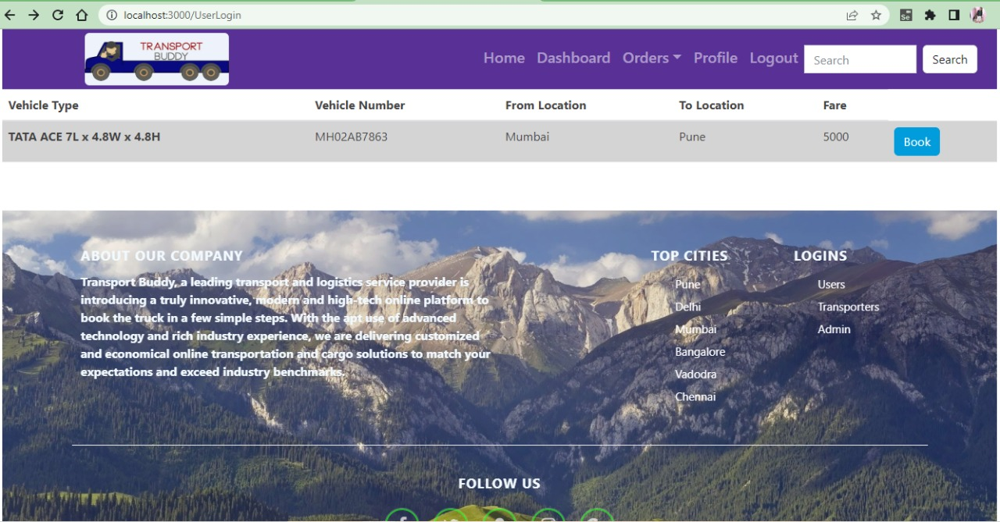 localhost:3000/UserLogin
Se
TRANSPORT
BUDDY
Home Dashboard Orders Profile Logout Search Search
Vehicle Type Vehicle Number From Location To Location Fare
TATA ACE 7L x 4.8W x 4.8H MH02AB7863 Mumbai Pune 5000 Book
ABOUT OUR COMPANY
Transport Buddy, a leading transport and logistics service provider is
introducing a truly innovative, modern and high-tech online platform to
book the truck in a few simple steps. With the apt use of advanced
technology and rich industry experience, we are delivering customized
and economical online transportation and cargo solutions to match your
expectations and exceed industry benchmarks.
TOP CITIES
Pune
Delhi
Mumbai
Bangalore
Vadodra
Chennai
LOGINS
Users
Transporters
Admin
FOLLOW US